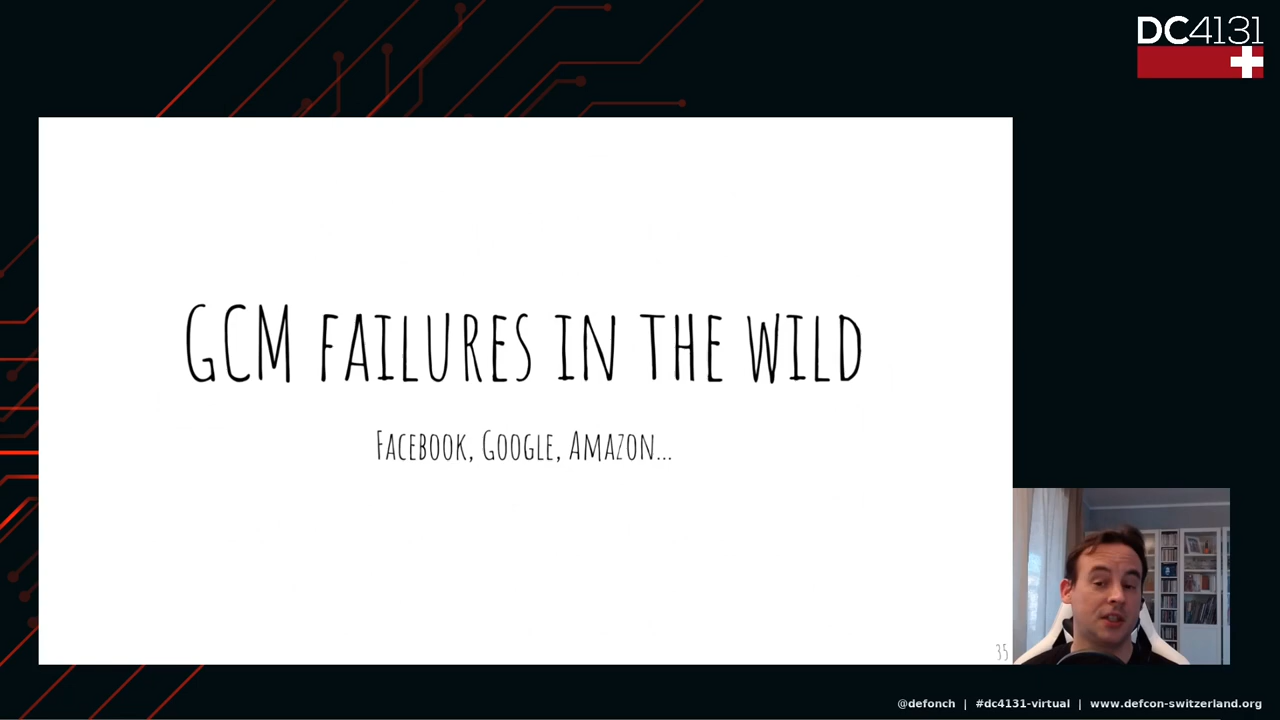 DC4131
GCM FAILURES IN THE WILD
FACEBOOK, GOOGLE, AMAZON...
35
@defonch | #dc4131-virtual | www.defcon-switzerland.org